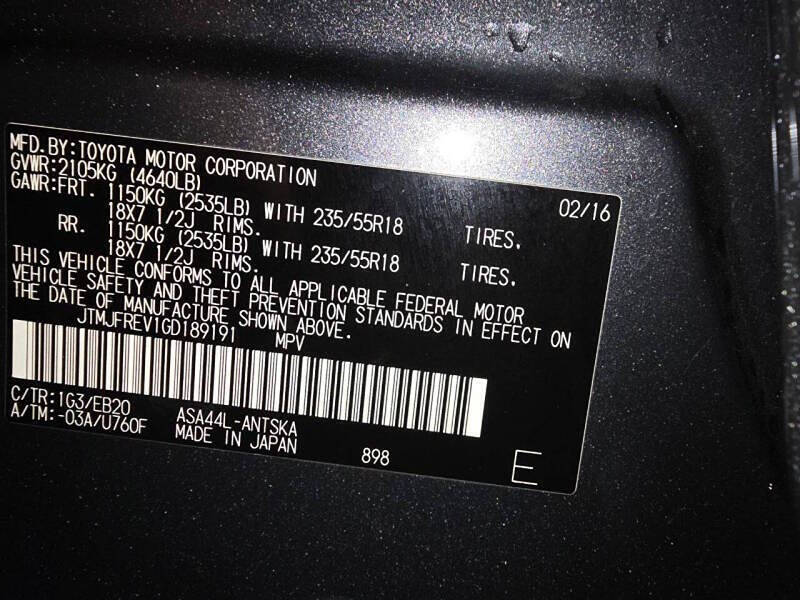 MFD.BY:TOYOTA MOTOR CORPORATION 02/16
GVWR:2105KG (4640LB)
GAWR:FRT. 1150KG (2535LB) WITH 235/55R18 TIRES.
18X7 1/2J RIMS.
RR. 1150KG (2535LB) WITH 235/55R18 TIRES.
18X7 1/2J RIMS.
THIS VEHICLE CONFORMS TO ALL APPLICABLE FEDERAL MOTOR
VEHICLE SAFETY AND THEFT PREVENTION STANDARDS IN EFFECT ON
THE DATE OF MANUFACTURE SHOWN ABOVE.
JTMJFREV1GD189191 MPV
C/TR:1G3/EB20 ASA44L-ANTSKA
A/TM:-03A/U760F MADE IN JAPAN 898 E